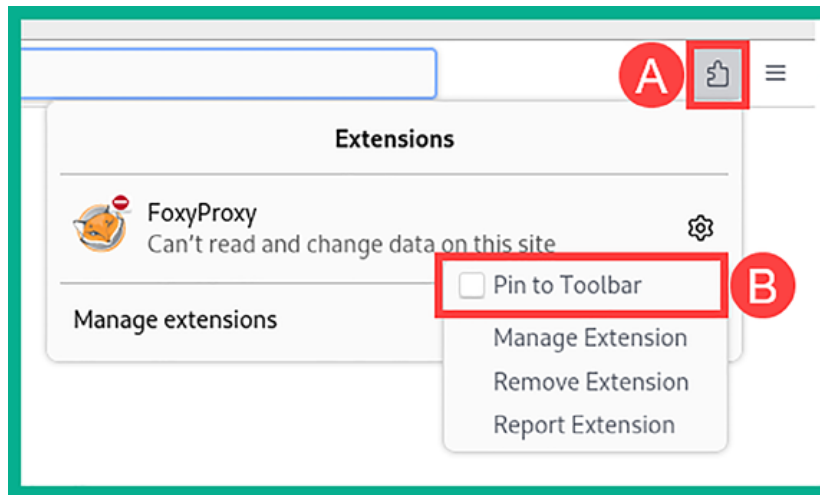 A
Extensions
FoxyProxy
Can't read and change data on this site
Pin to Toolbar
B
Manage extensions
Manage Extension
Remove Extension
Report Extension